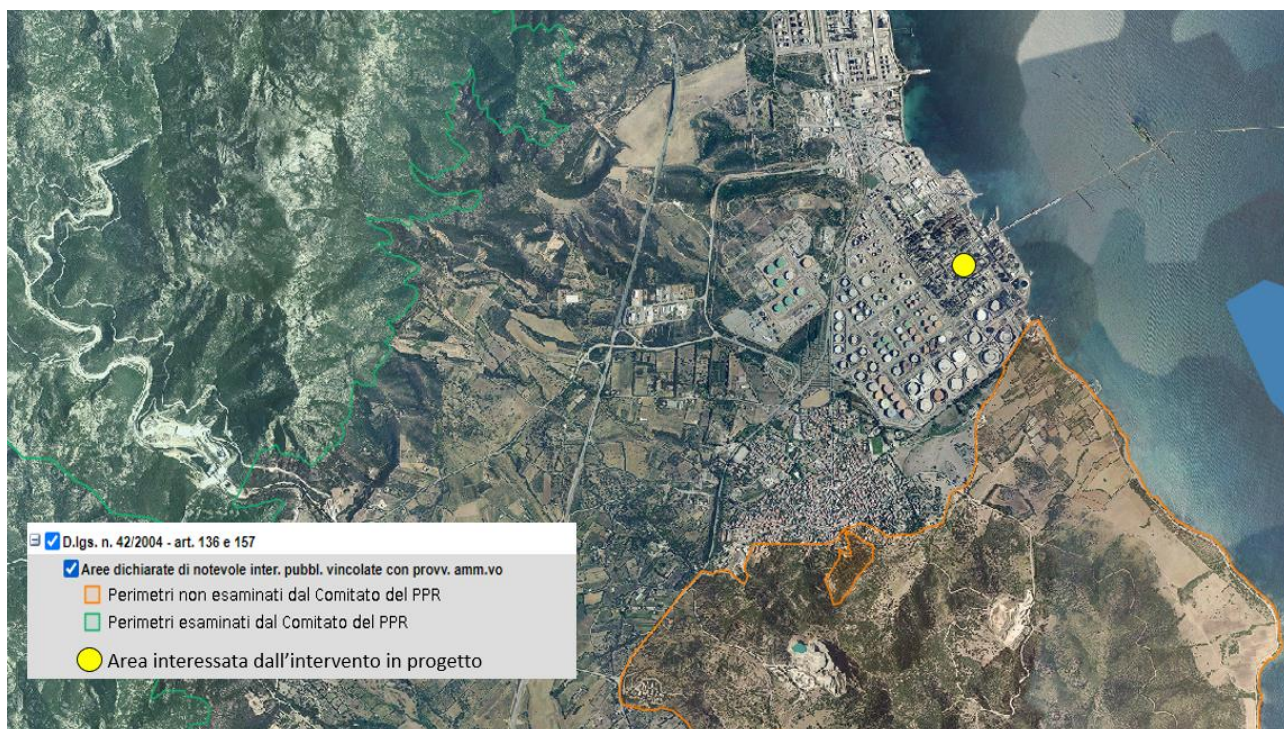 D.lgs. n. 42/2004 - art. 136 e 157
Aree dichiarate di notevole inter. pubbl. vincolate con provv. amm.vo
Perimetri non esaminati dal Comitato del PPR
Perimetri esaminati dal Comitato del PPR
Area interessata dall'intervento in progetto